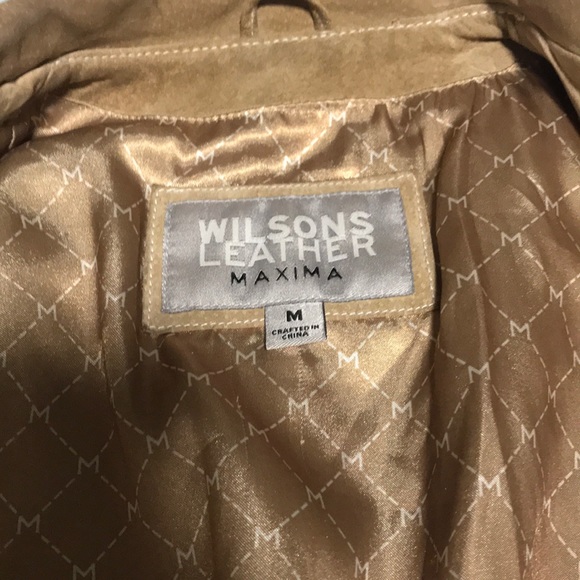 WILSONS
LEATHER
MAXIMA
M
CRAFTED IN
CHINA